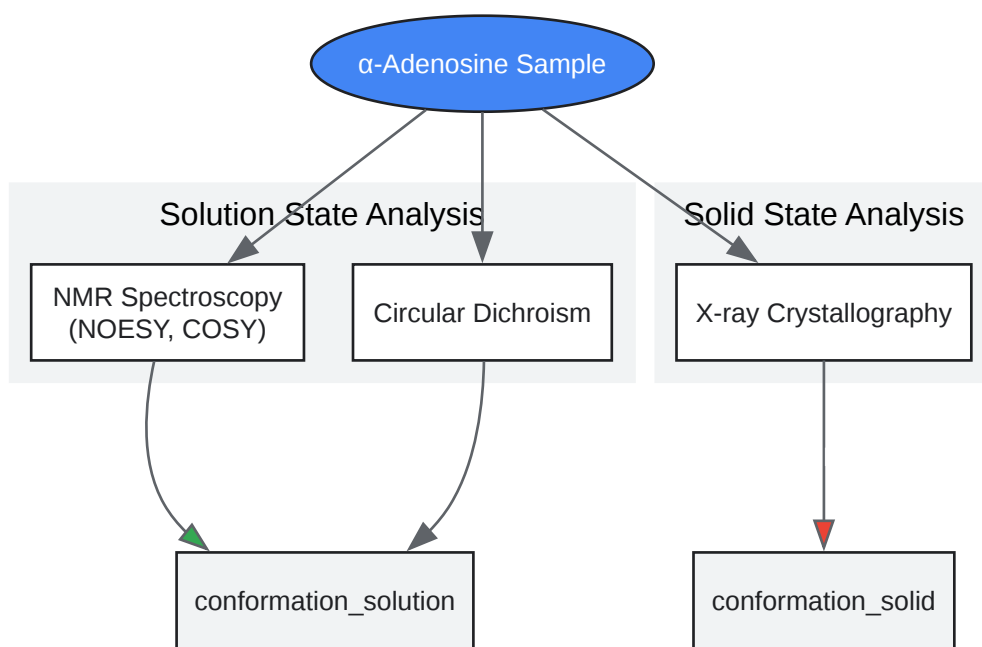 α-Adenosine Sample
Solution State Analysis
Solid State Analysis
NMR Spectroscopy
(NOESY, COSY)
Circular Dichroism
X-ray Crystallography
conformation_solution
conformation_solid